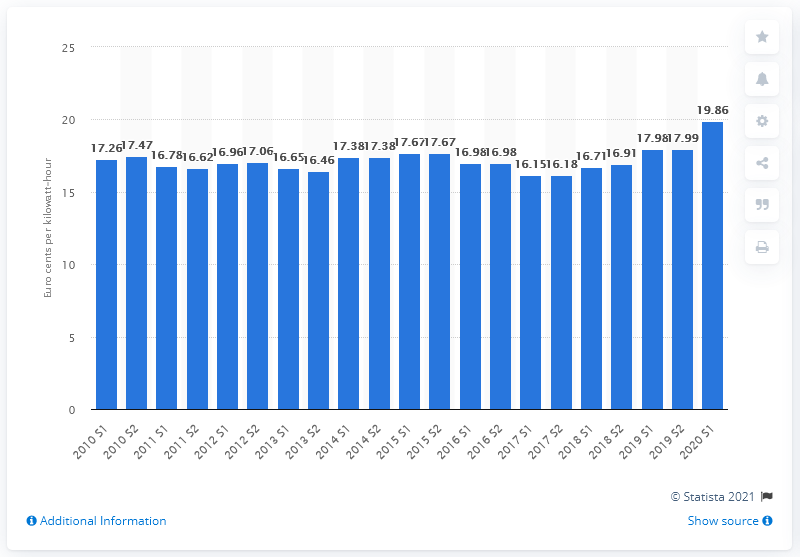 25
20
15
10
5
0
Euro cents per kilowatt-hour
17.26 17.47 16.78 16.62 16.96 17.06 16.65 16.46 17.38 17.38 17.67 17.67 16.98 16.98 16.15 16.18 16.71 16.91 17.98 17.99 19.86
2010 S1 2010 S2 2011 S1 2011 S2 2012 S1 2012 S2 2013 S1 2013 S2 2014 S1 2014 S2 2015 S1 2015 S2 2016 S1 2016 S2 2017 S1 2017 S2 2018 S1 2018 S2 2019 S1 2019 S2 2020 S1
© Statista 2021
Additional Information
Show source